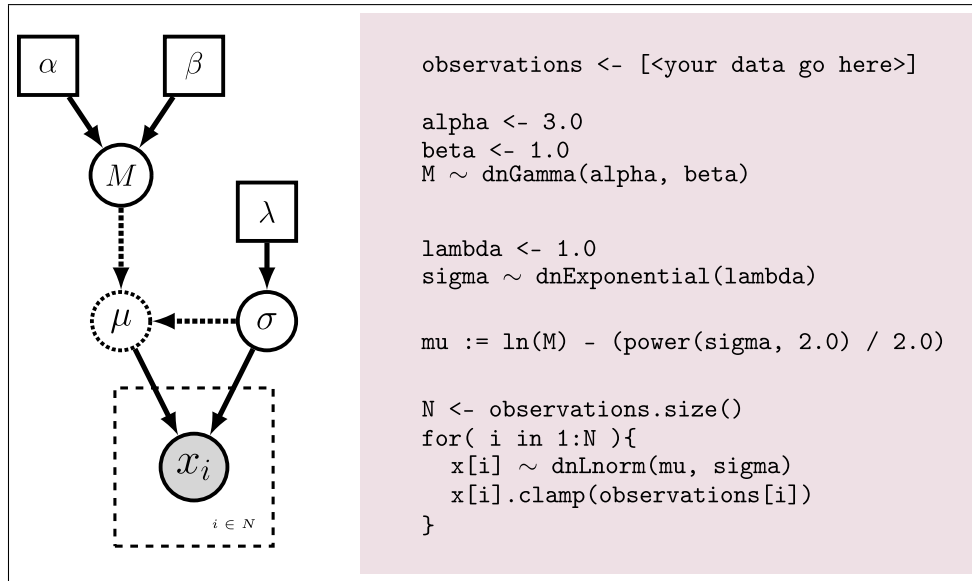 α
β
M
λ
μ
σ
x_i
i ∈ N
observations <- [<your data go here>]
alpha <- 3.0
beta <- 1.0
M ∼ dnGamma(alpha, beta)
lambda <- 1.0
sigma ∼ dnExponential(lambda)
mu := ln(M) - (power(sigma, 2.0) / 2.0)
N <- observations.size()
for( i in 1:N ){
x[i] ∼ dnLnorm(mu, sigma)
x[i].clamp(observations[i])
}